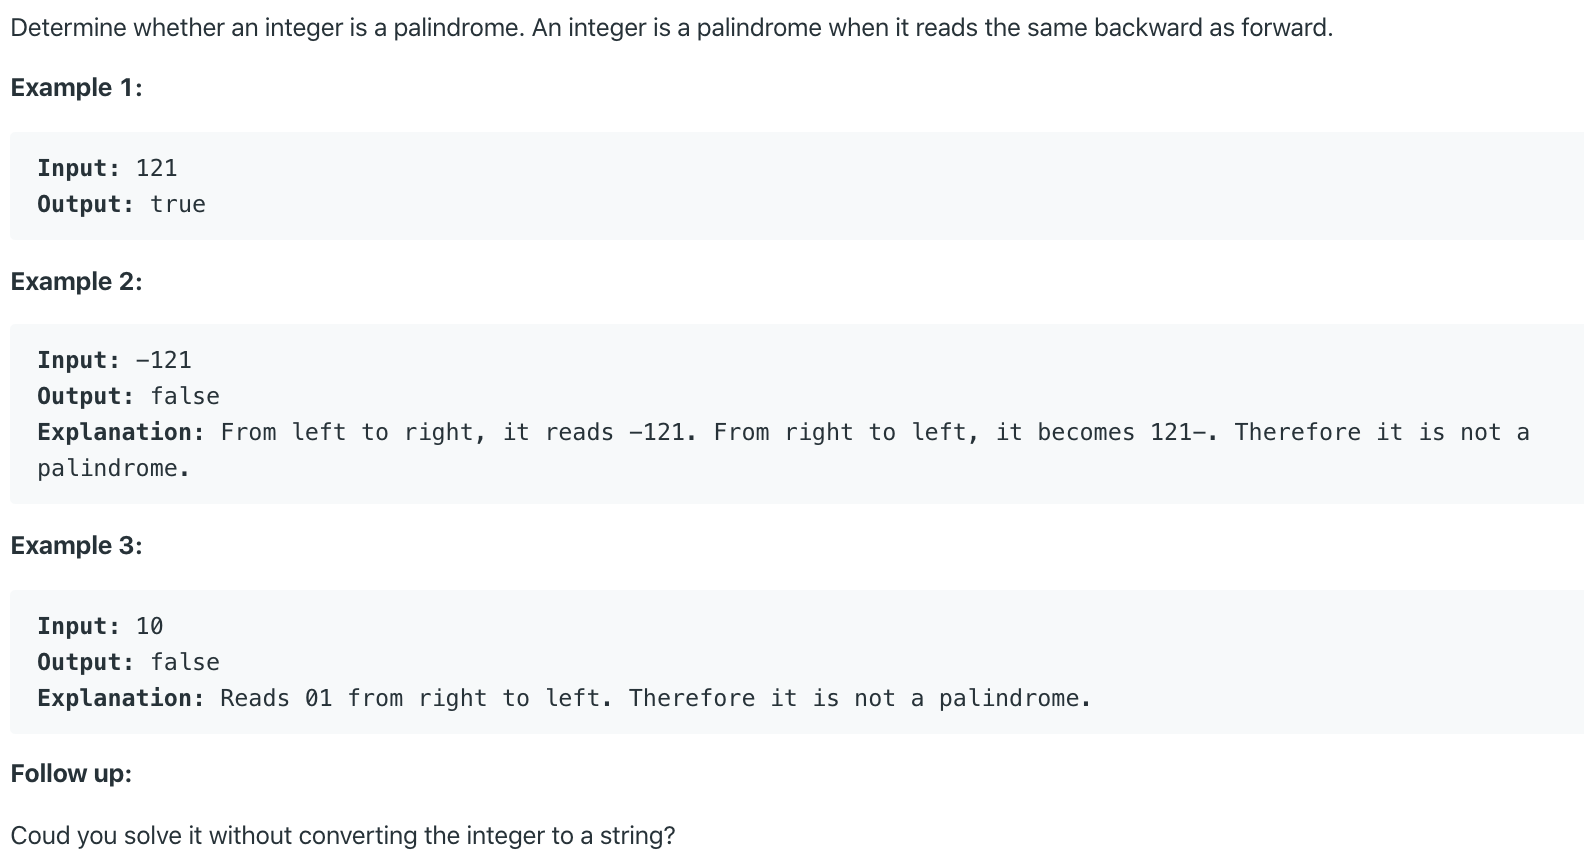 Determine whether an integer is a palindrome. An integer is a palindrome when it reads the same backward as forward.
Example 1:
Input: 121
Output: true
Example 2:
Input: −121
Output: false
Explanation: From left to right, it reads −121. From right to left, it becomes 121−. Therefore it is not a
palindrome.
Example 3:
Input: 10
Output: false
Explanation: Reads 01 from right to left. Therefore it is not a palindrome.
Follow up:
Coud you solve it without converting the integer to a string?